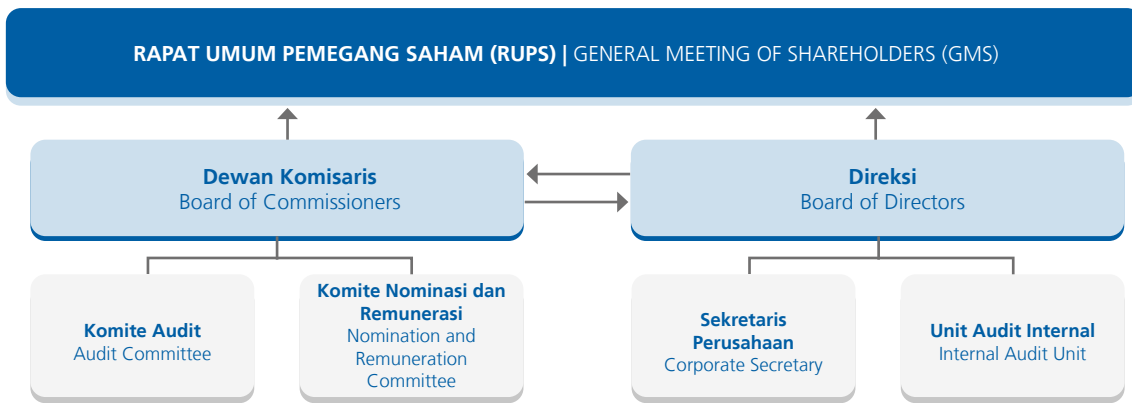 RAPAT UMUM PEMEGANG SAHAM (RUPS) | GENERAL MEETING OF SHAREHOLDERS (GMS)
Dewan Komisaris
Board of Commissioners
Direksi
Board of Directors
Komite Audit
Audit Committee
Komite Nominasi dan
Remunerasi
Nomination and
Remuneration
Committee
Sekretaris
Perusahaan
Corporate Secretary
Unit Audit Internal
Internal Audit Unit